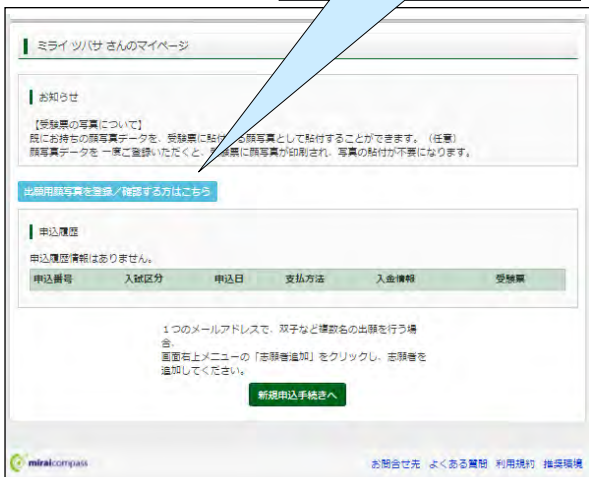 ミライ ツバサ さんのマイページ
お知らせ
【受験票の写真について】
既にお持ちの顔写真データを、受験票に貼付する顔写真として貼付することができます。（任意）
顔写真データを 一度ご登録いただくと、受験票に顔写真が印刷され、写真の貼付が不要になります。
出願用顔写真を登録／確認する方はこちら
申込履歴
申込履歴情報はありません。
申込番号 入試区分 申込日 支払方法 入金情報 受験票
１つのメールアドレスで、双子など複数名の出願を行う場
合、
画面右上メニューの「志願者追加」をクリックし、志願者を
追加してください。
新規申込手続きへ
miraicompass
お問合せ先 よくある質問 利用規約 推奨環境